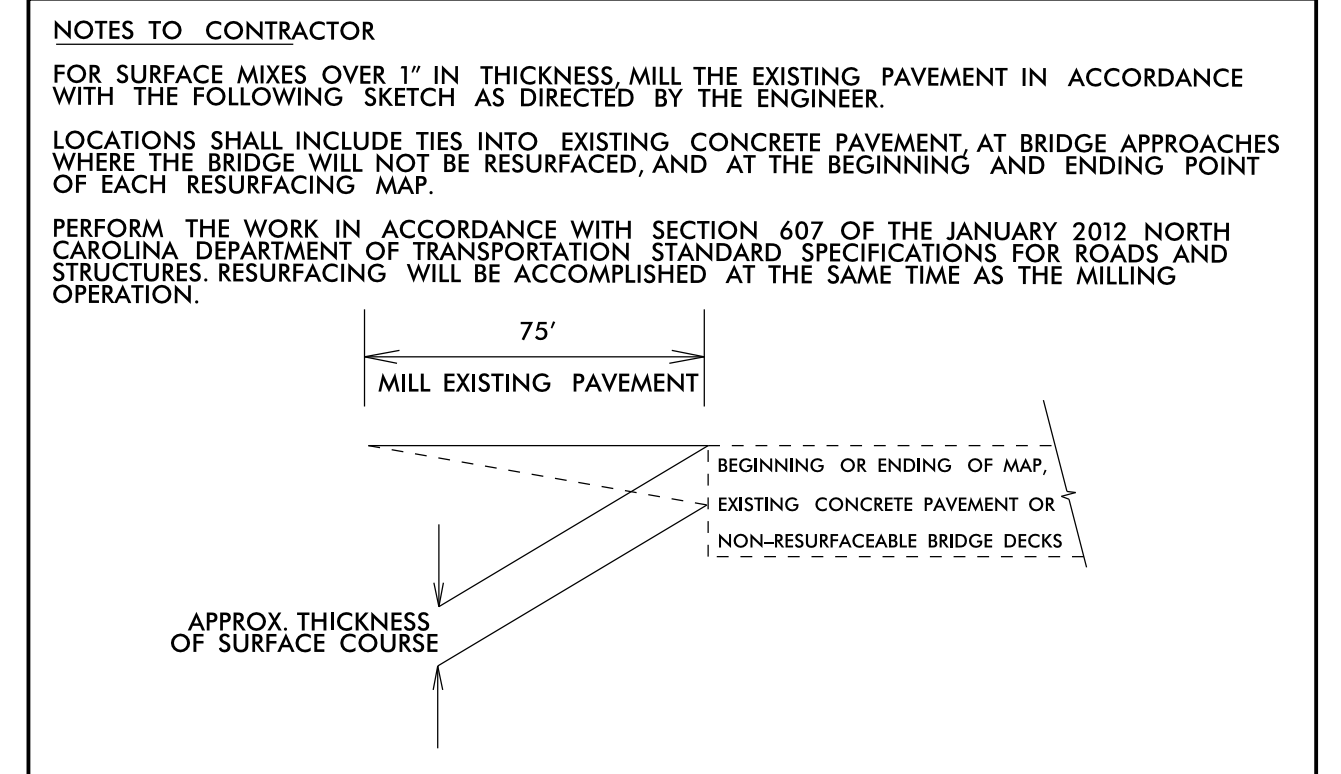 NOTES TO CONTRACTOR
FOR SURFACE MIXES OVER 1" IN THICKNESS, MILL THE EXISTING PAVEMENT IN ACCORDANCE
WITH THE FOLLOWING SKETCH AS DIRECTED BY THE ENGINEER.
LOCATIONS SHALL INCLUDE TIES INTO EXISTING CONCRETE PAVEMENT, AT BRIDGE APPROACHES
WHERE THE BRIDGE WILL NOT BE RESURFACED, AND AT THE BEGINNING AND ENDING POINT
OF EACH RESURFACING MAP.
PERFORM THE WORK IN ACCORDANCE WITH SECTION 607 OF THE JANUARY 2012 NORTH
CAROLINA DEPARTMENT OF TRANSPORTATION STANDARD SPECIFICATIONS FOR ROADS AND
STRUCTURES. RESURFACING WILL BE ACCOMPLISHED AT THE SAME TIME AS THE MILLING
OPERATION.
75'
MILL EXISTING PAVEMENT
BEGINNING OR ENDING OF MAP,
EXISTING CONCRETE PAVEMENT OR
NON-RESURFACEABLE BRIDGE DECKS
APPROX. THICKNESS
OF SURFACE COURSE